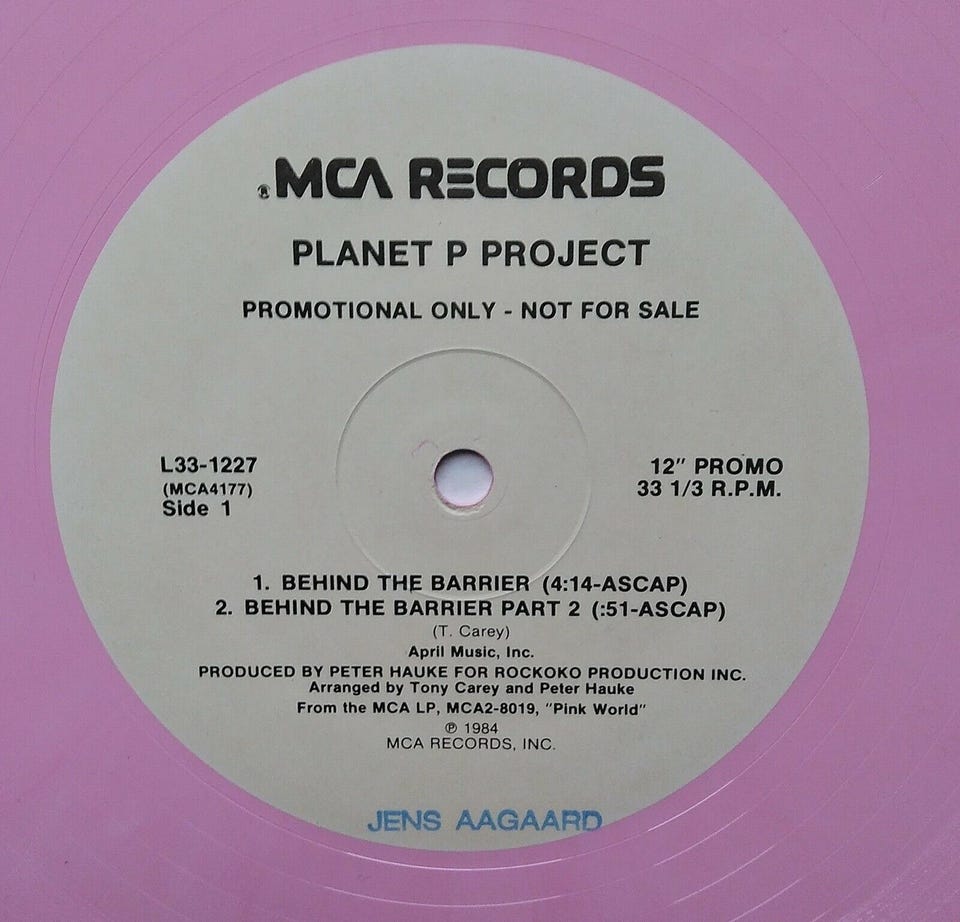 ® MCA RECORDS
PLANET P PROJECT
PROMOTIONAL ONLY - NOT FOR SALE
L33-1227
(MCA4177)
Side 1
12" PROMO
33 1/3 R.P.M.
1. BEHIND THE BARRIER (4:14-ASCAP)
2. BEHIND THE BARRIER PART 2 (:51-ASCAP)
(T. Carey)
April Music, Inc.
PRODUCED BY PETER HAUKE FOR ROCKOKO PRODUCTION INC.
Arranged by Tony Carey and Peter Hauke
From the MCA LP, MCA2-8019, "Pink World"
℗ 1984
MCA RECORDS, INC.
JENS AAGAARD